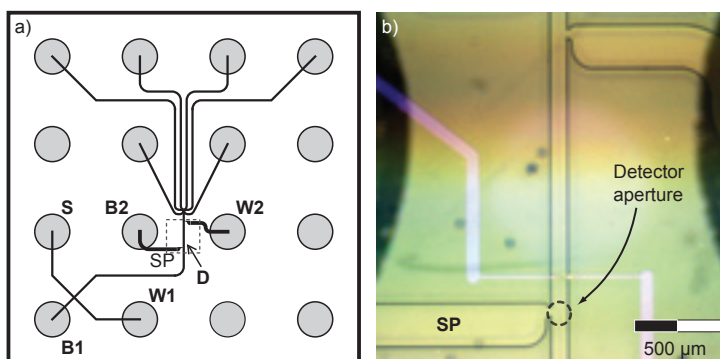 a)
S
B2
W2
SP
D
W1
B1
b)
Detector
aperture
SP
500 µm